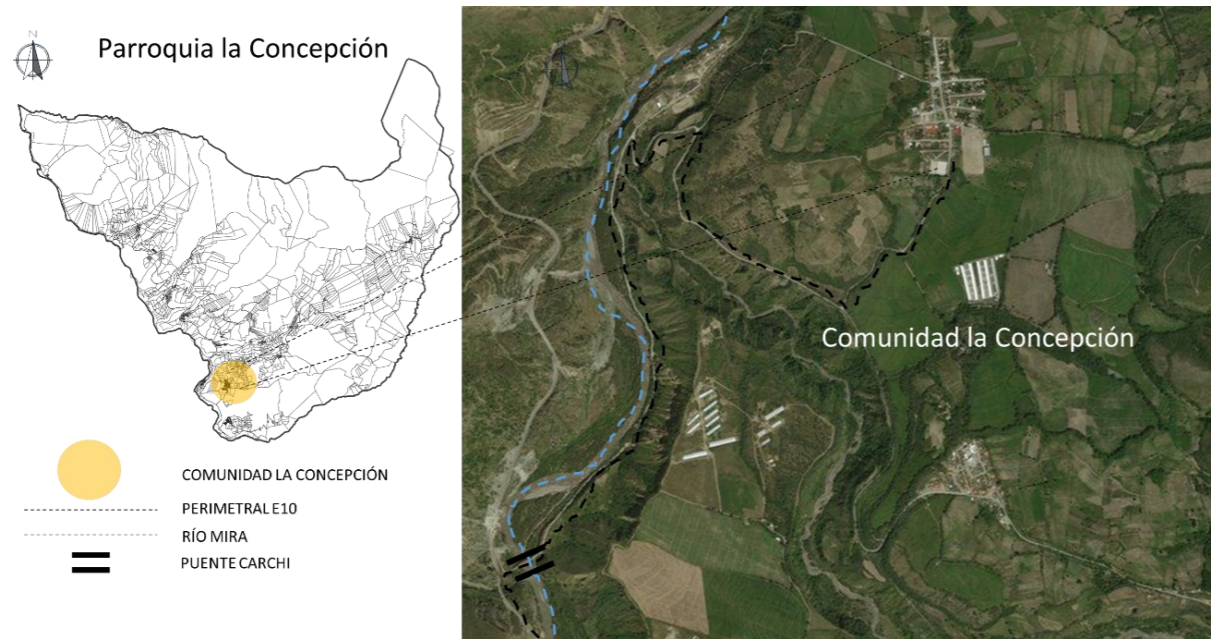 N
Parroquia la Concepción
Comunidad la Concepción
COMUNIDAD LA CONCEPCIÓN
PERIMETRAL E10
RÍO MIRA
PUENTE CARCHI